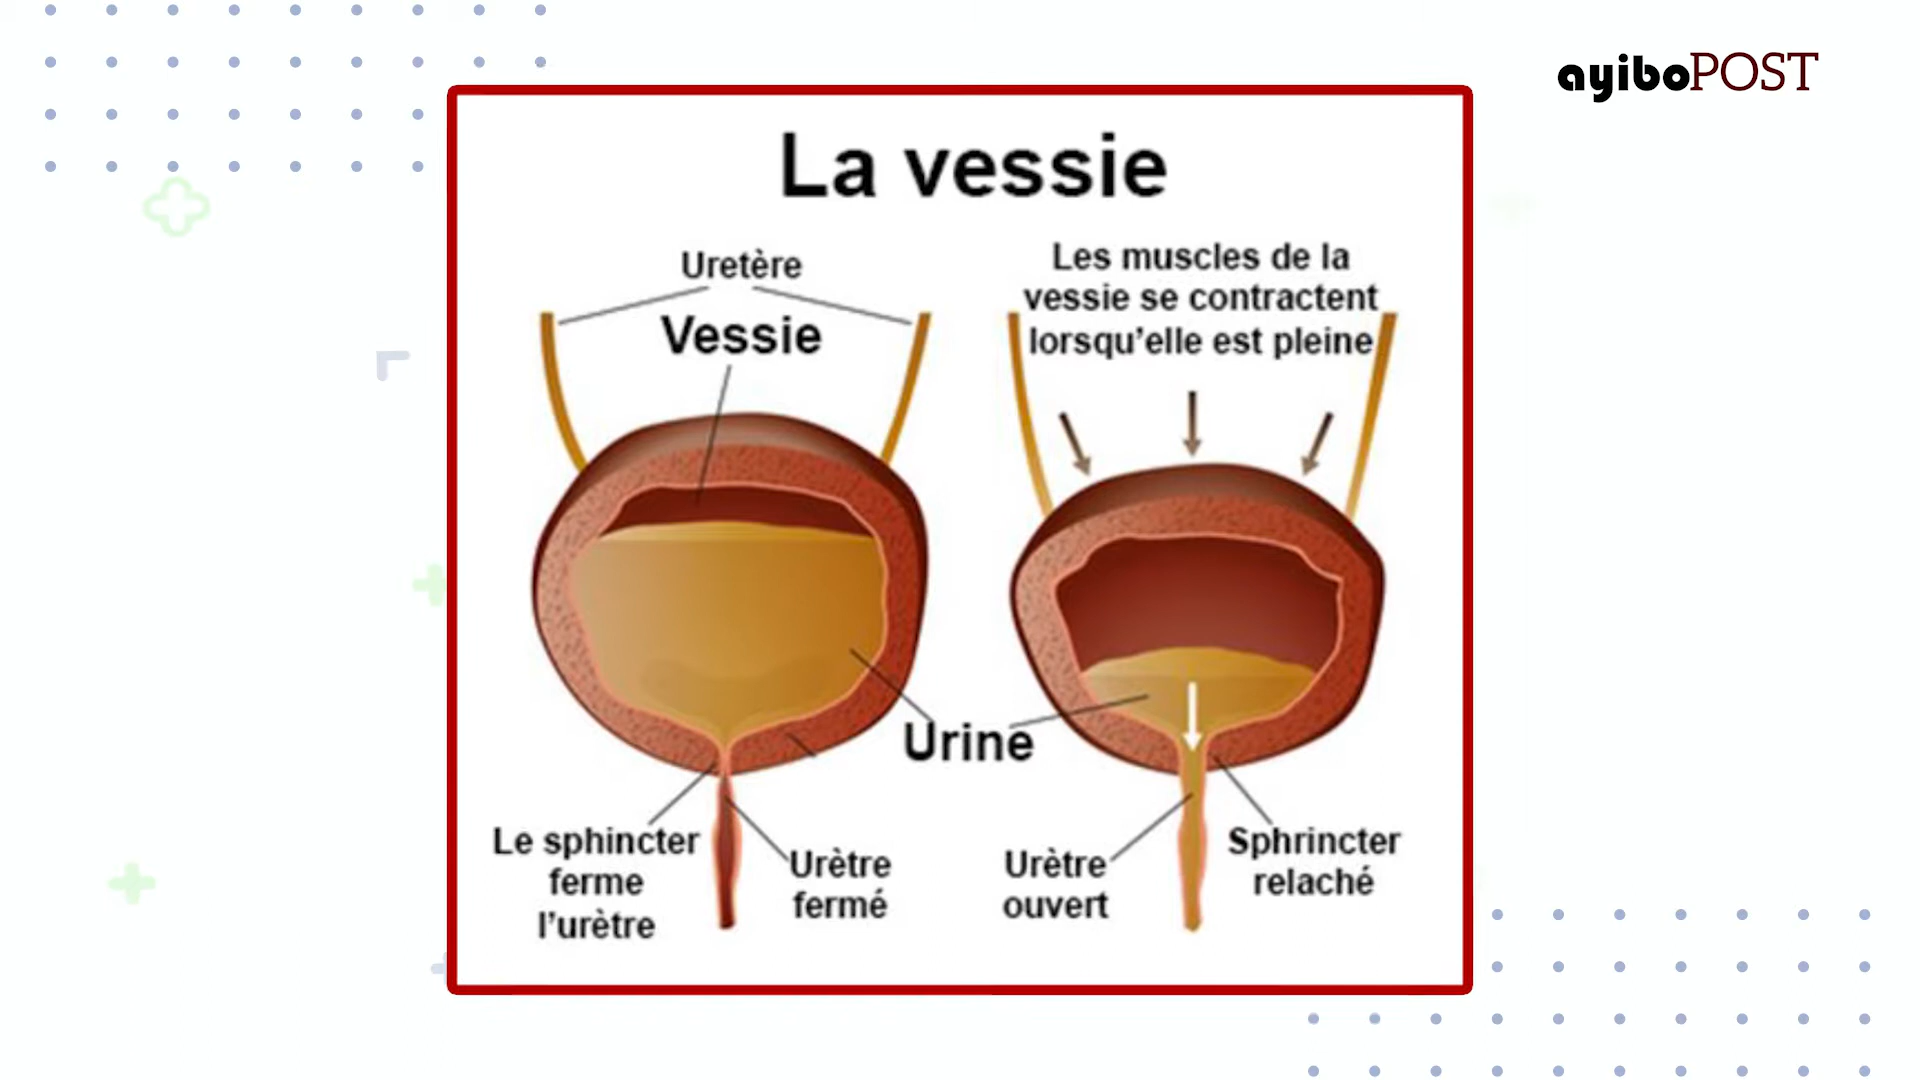 ayiboPOST
La vessie
Uretère
Vessie
Les muscles de la
vessie se contractent
lorsqu'elle est pleine
Urine
Le sphincter
ferme
l'urètre
Urètre
fermé
Urètre
ouvert
Sphrincter
relaché